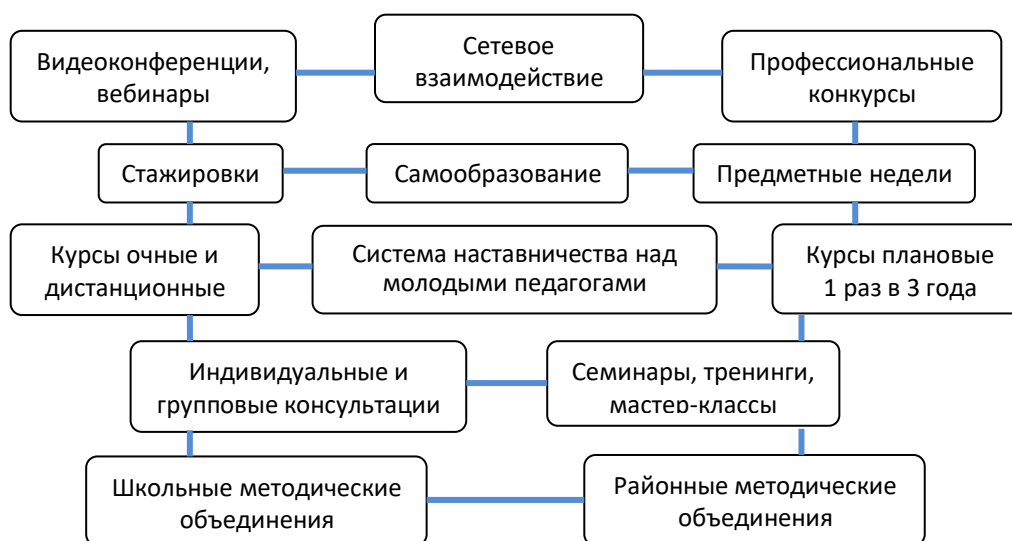 Видеоконференции,
вебинары
Сетевое
взаимодействие
Профессиональные
конкурсы
Стажировки
Самообразование
Предметные недели
Курсы очные и
дистанционные
Система наставничества над
молодыми педагогами
Курсы плановые
1 раз в 3 года
Индивидуальные и
групповые консультации
Семинары, тренинги,
мастер-классы
Школьные методические
объединения
Районные методические
объединения